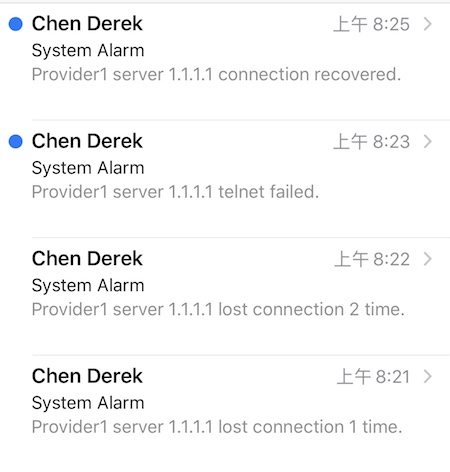 Chen Derek 上午 8:25
System Alarm
Provider1 server 1.1.1.1 connection recovered.
Chen Derek 上午 8:23
System Alarm
Provider1 server 1.1.1.1 telnet failed.
Chen Derek 上午 8:22
System Alarm
Provider1 server 1.1.1.1 lost connection 2 time.
Chen Derek 上午 8:21
System Alarm
Provider1 server 1.1.1.1 lost connection 1 time.